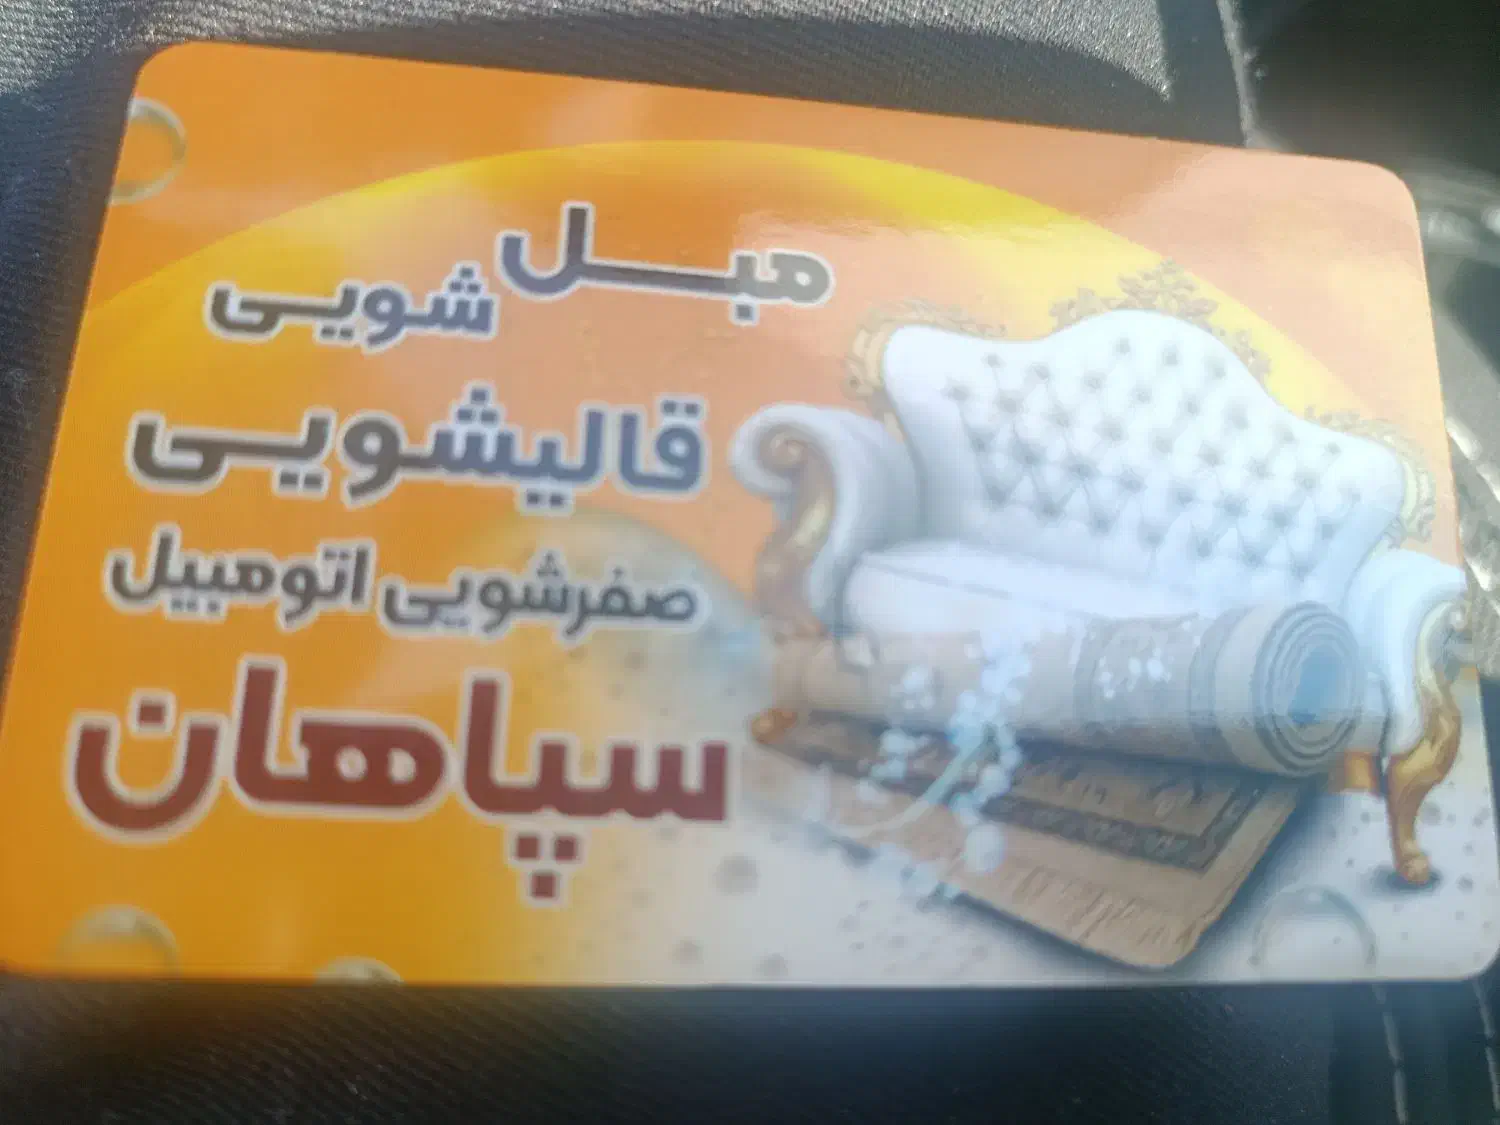 مبل شویی
قالیشویی
صفرشویی اتومبیل
سپاهان